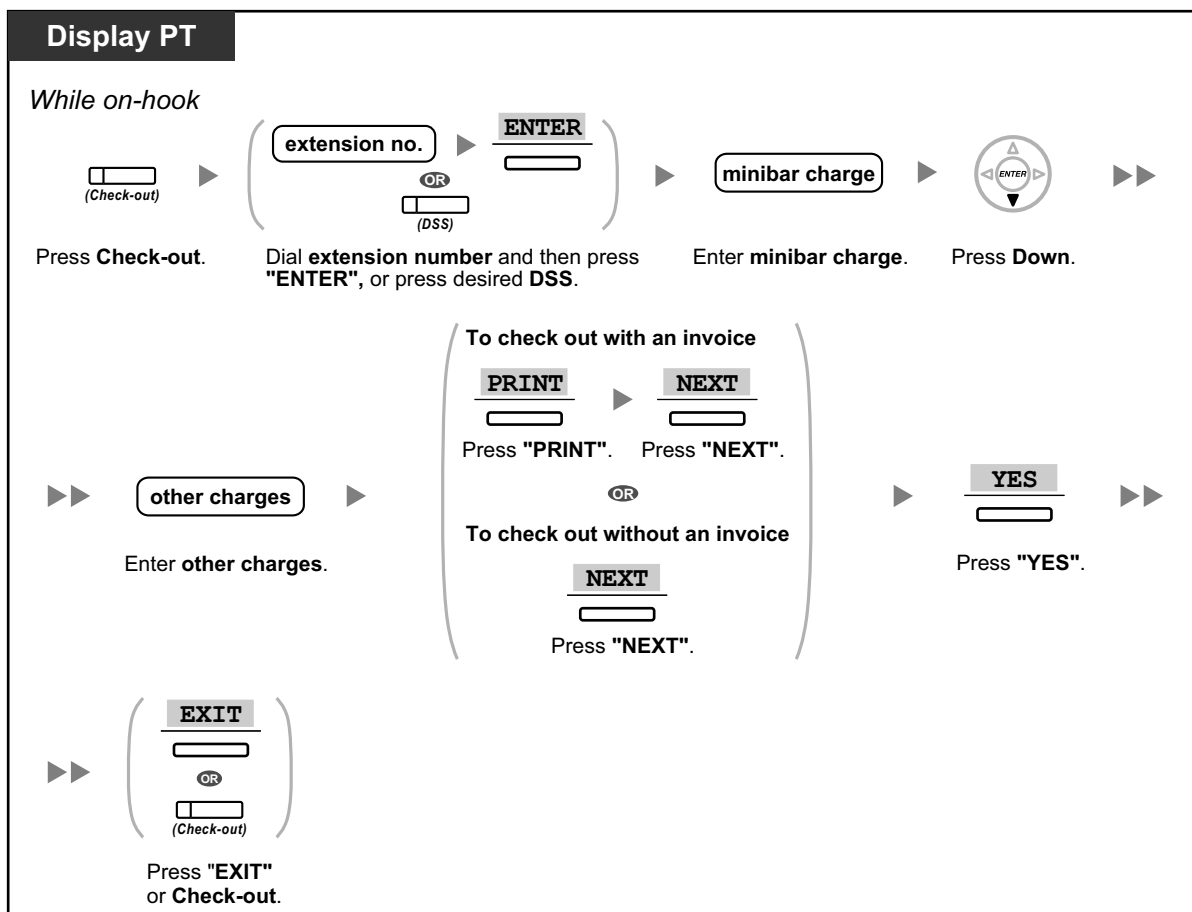 Display PT
While on-hook
(Check-out)
extension no.
ENTER
OR
(DSS)
minibar charge
ENTER
Press Check-out.
Dial extension number and then press
"ENTER", or press desired DSS.
Enter minibar charge.
Press Down.
other charges
Enter other charges.
To check out with an invoice
PRINT
NEXT
Press "PRINT".
Press "NEXT".
OR
To check out without an invoice
NEXT
Press "NEXT".
YES
Press "YES".
EXIT
OR
(Check-out)
Press "EXIT"
or Check-out.